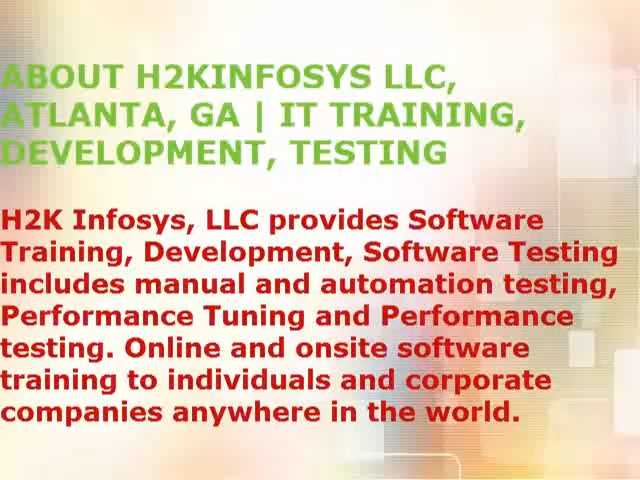 ABOUT H2KINFOSYS LLC,
ATLANTA, GA | IT TRAINING,
DEVELOPMENT, TESTING
H2K Infosys, LLC provides Software
Training, Development, Software Testing
includes manual and automation testing,
Performance Tuning and Performance
testing. Online and onsite software
training to individuals and corporate
companies anywhere in the world.